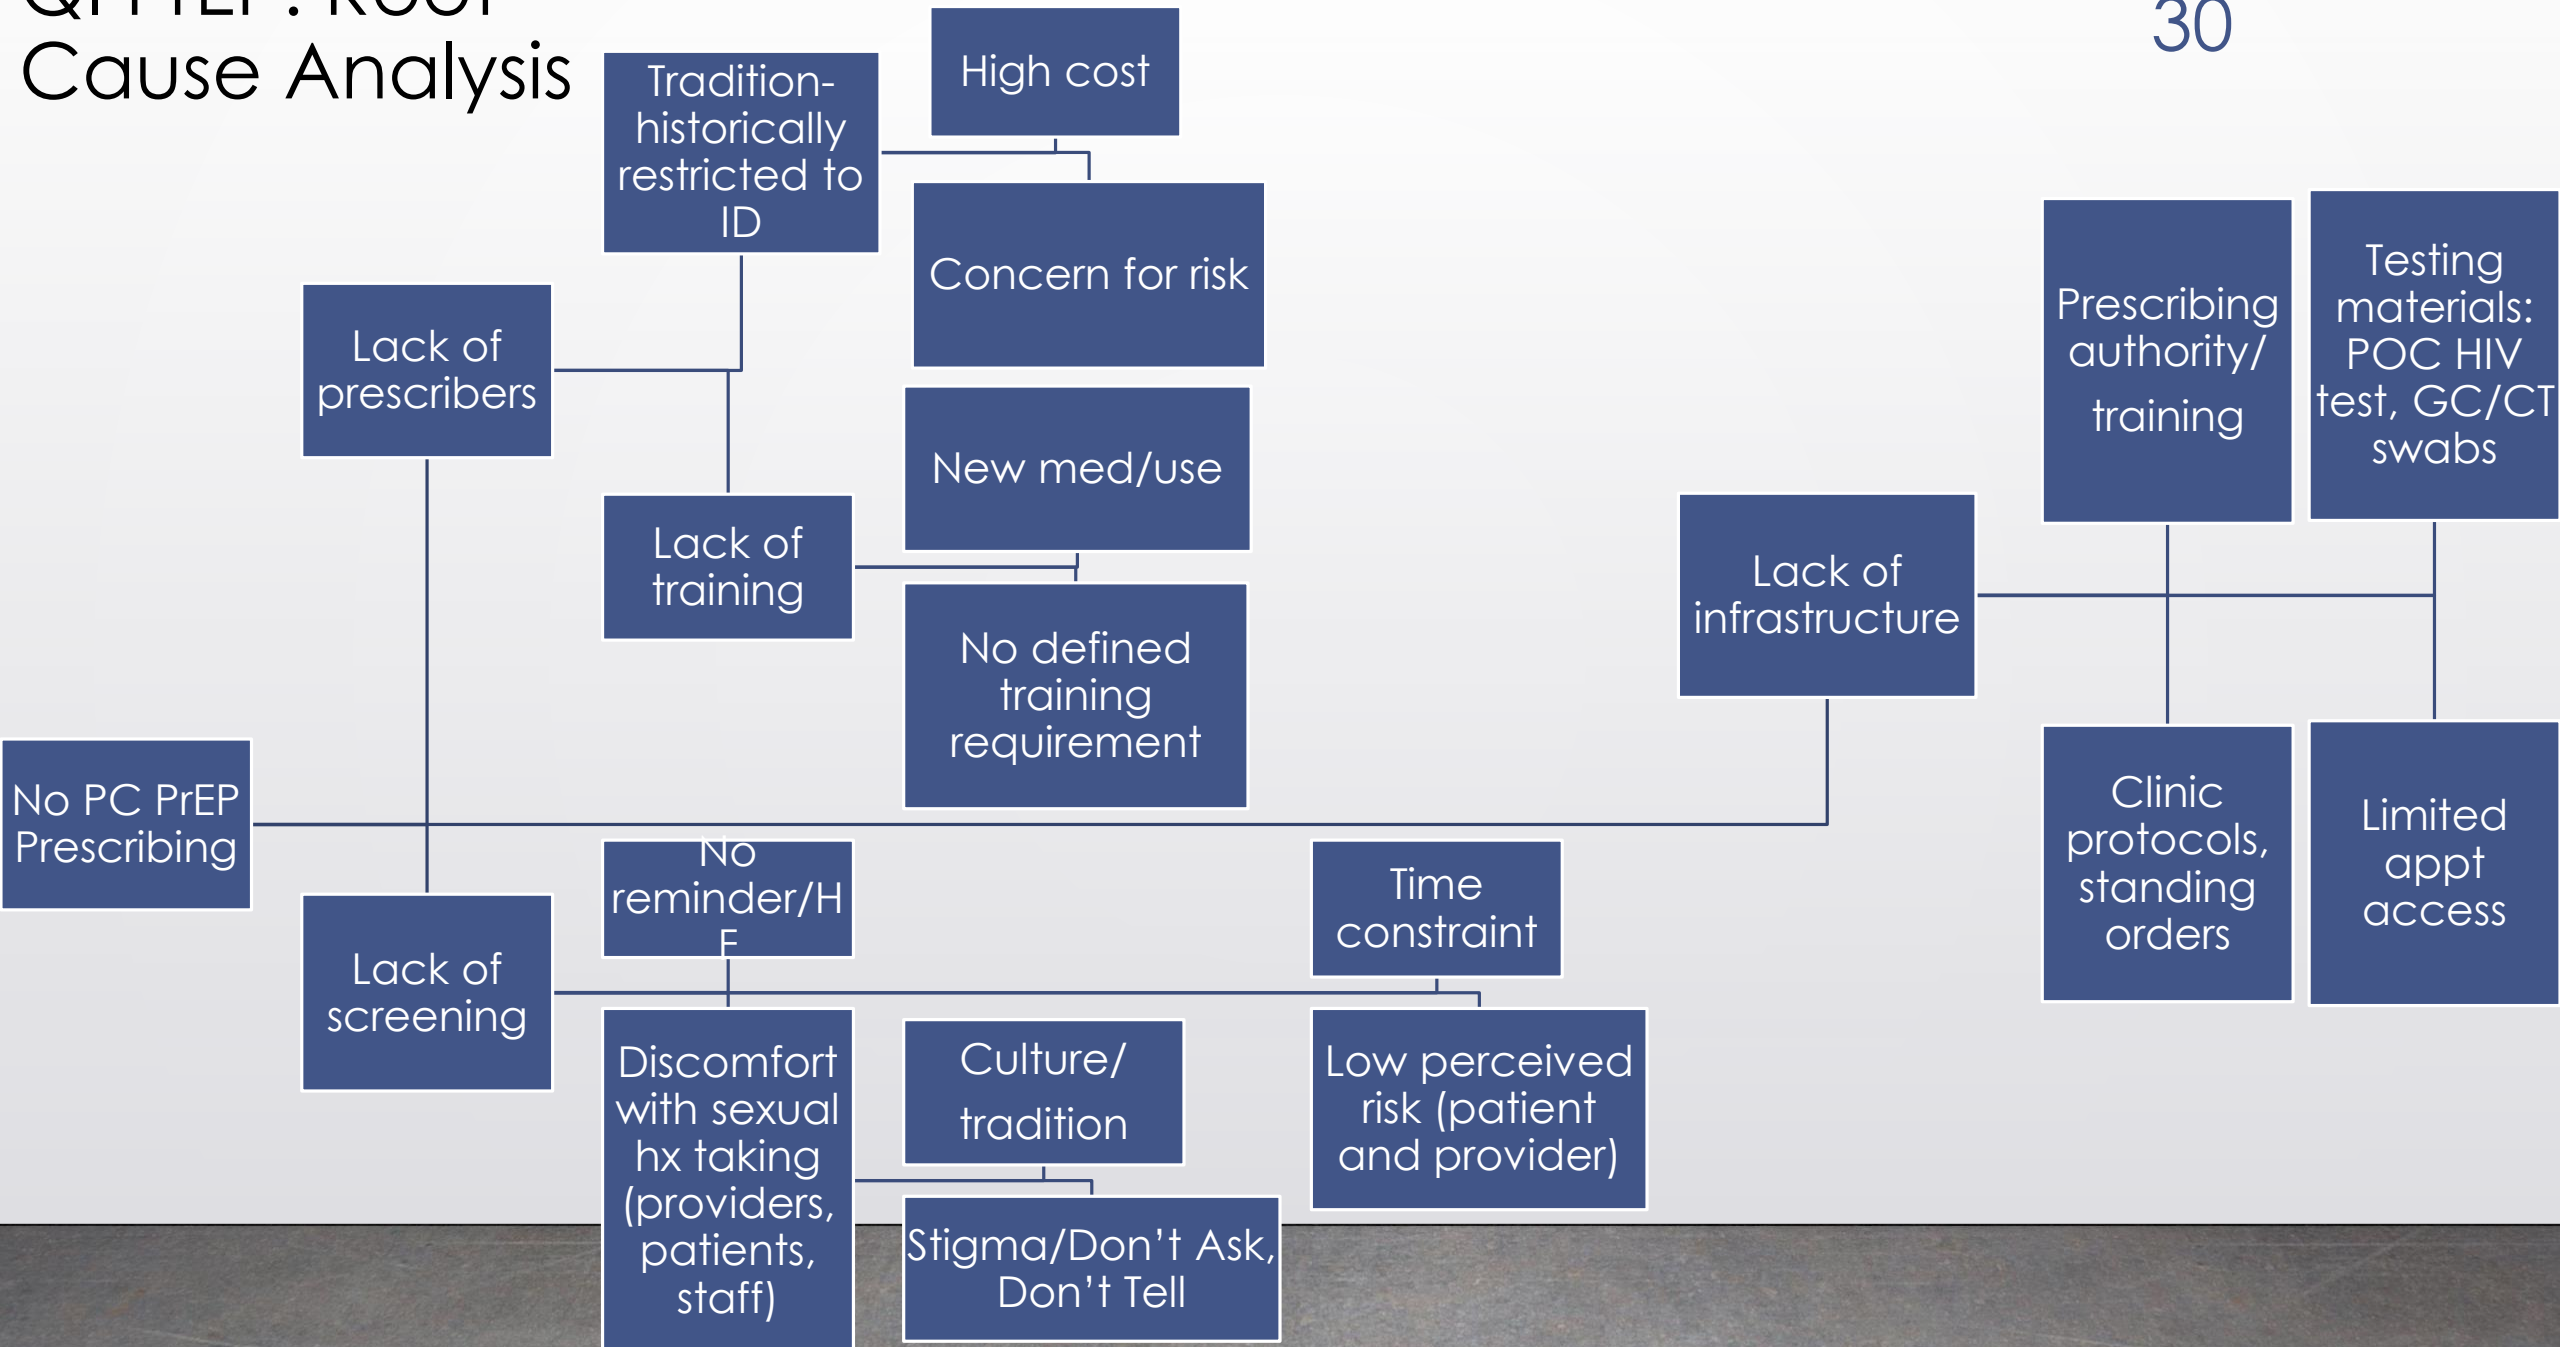 Cause Analysis
30
Tradition-
historically
restricted to
ID
High cost
Concern for risk
Lack of
prescribers
New med/use
Lack of
training
No defined
training
requirement
Prescribing
authority/
training
Testing
materials:
POC HIV
test, GC/CT
swabs
Lack of
infrastructure
Clinic
protocols,
standing
orders
Limited
appt
access
No PC PrEP
Prescribing
Lack of
screening
No
reminder/H
F
Time
constraint
Discomfort
with sexual
hx taking
(providers,
patients,
staff)
Culture/
tradition
Stigma/Don’t Ask,
Don’t Tell
Low perceived
risk (patient
and provider)